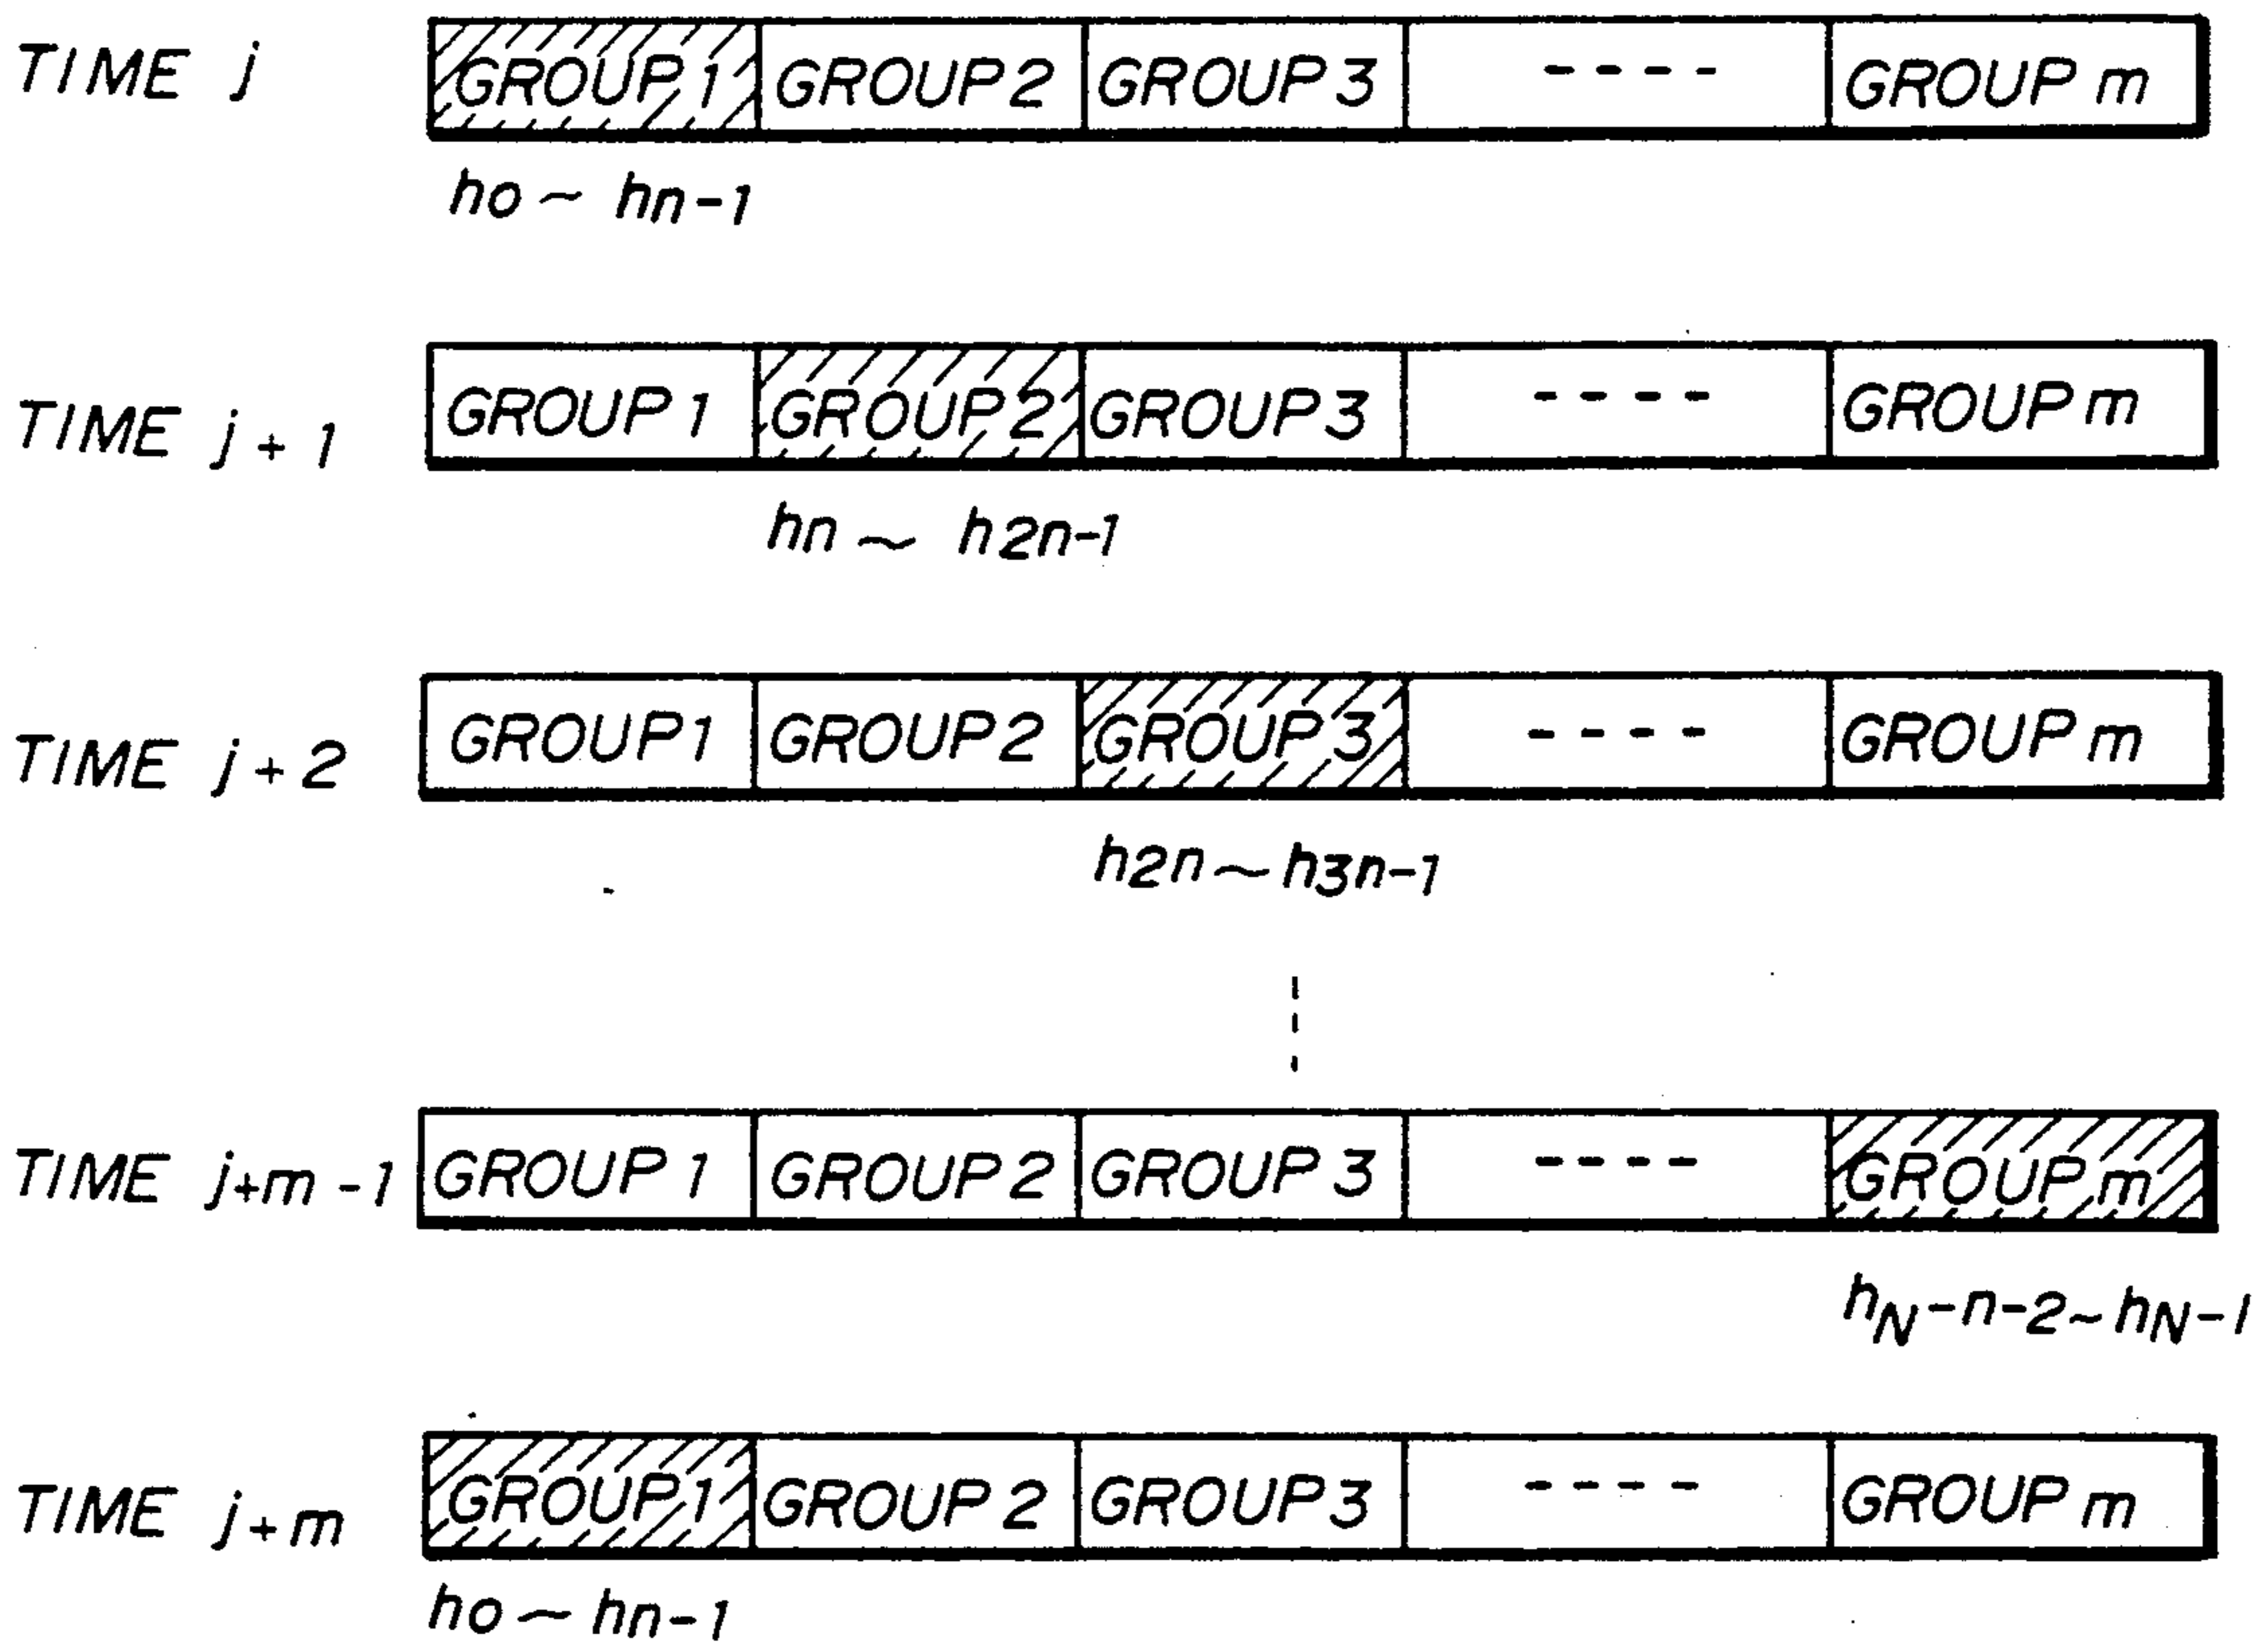 TIME j GROUP 1 GROUP 2 GROUP 3 ---- GROUP m
ho ~ hn-1
TIME j + 1 GROUP 1 GROUP 2 GROUP 3 ---- GROUP m
hn ~ h2n-1
TIME j + 2 GROUP 1 GROUP 2 GROUP 3 ---- GROUP m
h2n ~ h3n-1
TIME j+m -1 GROUP 1 GROUP 2 GROUP 3 ---- GROUP m
hN-n-2 ~ hN-1
TIME j+m GROUP 1 GROUP 2 GROUP 3 ---- GROUP m
ho ~ hn-1